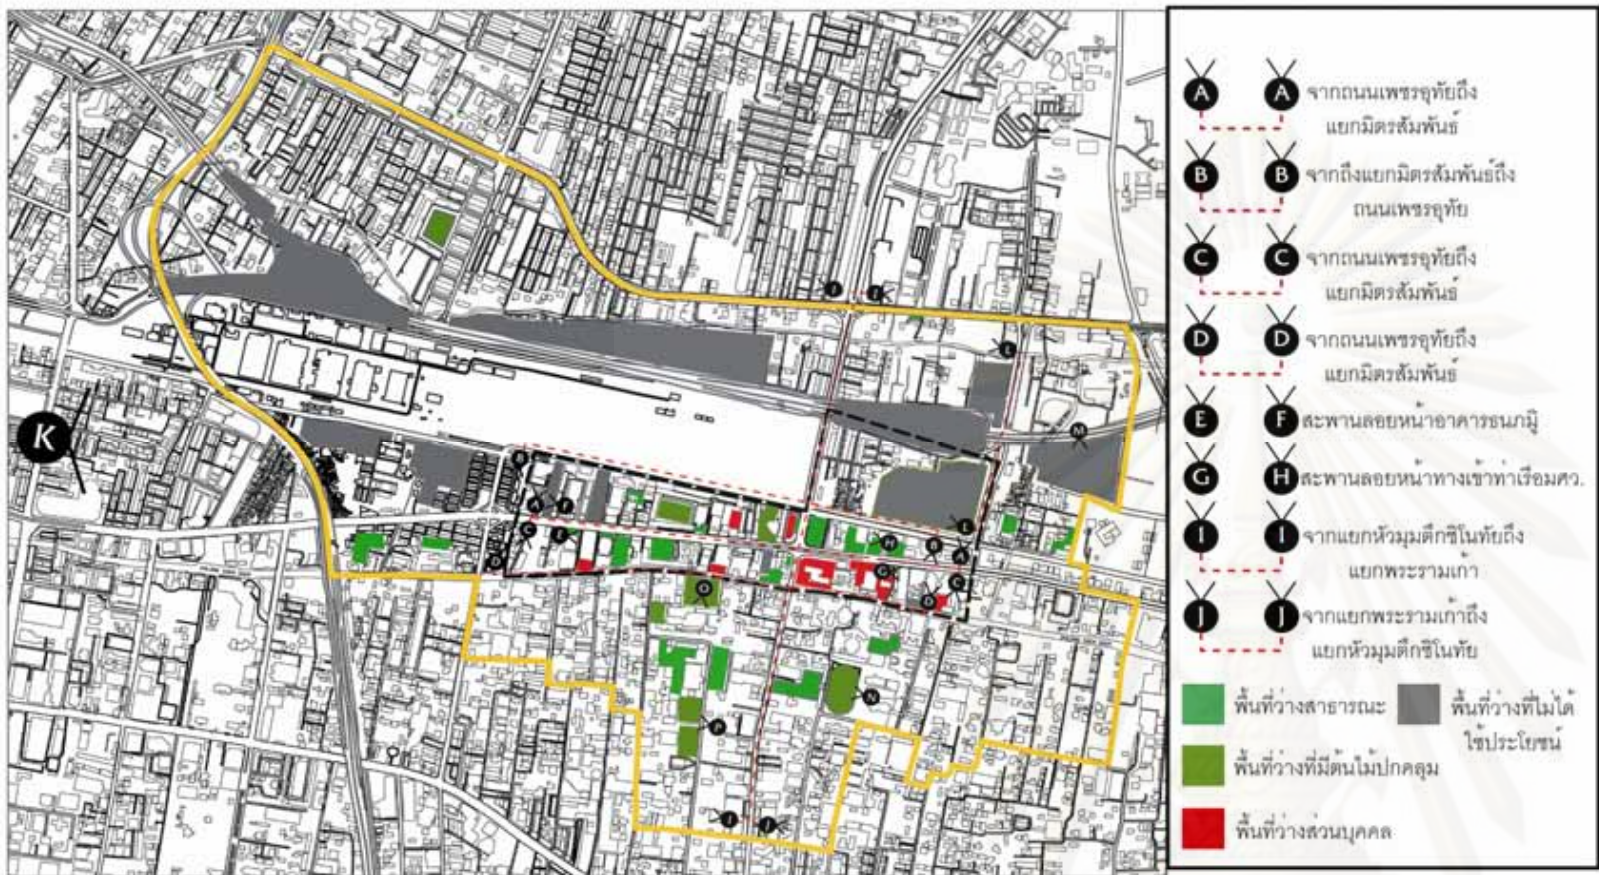 A A จากถนนเพชรอุทัยถึง
แยกมิตรสัมพันธ์
B B จากถึงแยกมิตรสัมพันธ์ถึง
ถนนเพชรอุทัย
C C จากถนนเพชรอุทัยถึง
แยกมิตรสัมพันธ์
D D จากถนนเพชรอุทัยถึง
แยกมิตรสัมพันธ์
E F สะพานลอยหน้าอาคารธนภูมิ
G H สะพานลอยหน้าทางเข้าท่าเรือมศว.
I I จากแยกหัวมุมตึกชิโนทัยถึง
แยกพระรามเก้า
J J จากแยกพระรามเก้าถึง
แยกหัวมุมตึกชิโนทัย
พื้นที่ว่างสาธารณะ
พื้นที่ว่างที่ไม่ได้
ใช้ประโยชน์
พื้นที่ว่างที่มีต้นไม้ปกคลุม
พื้นที่ว่างส่วนบุคคล
K
M
N
O
P